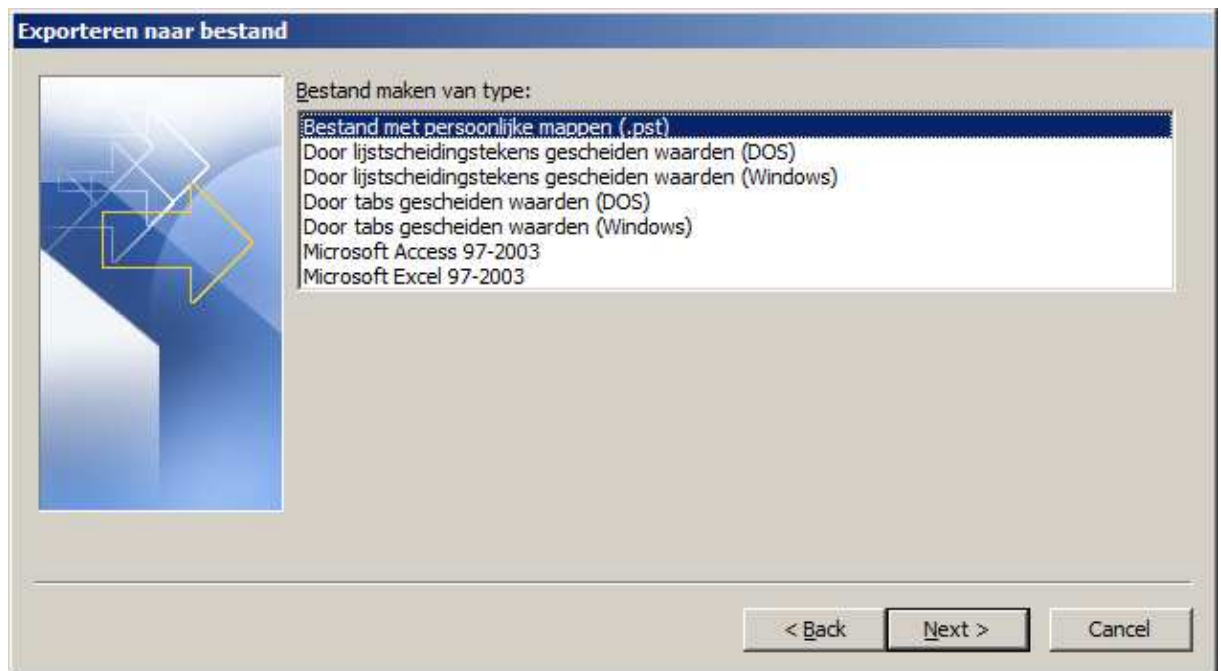 Exporteren naar bestand
Bestand maken van type:
Bestand met persoonlijke mappen (.pst)
Door lijstscheidingstekens gescheiden waarden (DOS)
Door lijstscheidingstekens gescheiden waarden (Windows)
Door tabs gescheiden waarden (DOS)
Door tabs gescheiden waarden (Windows)
Microsoft Access 97-2003
Microsoft Excel 97-2003
< Back Next > Cancel